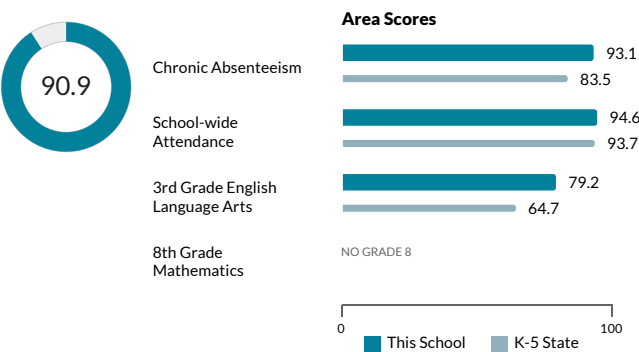 Area Scores
90.9
Chronic Absenteeism
93.1
83.5
School-wide
Attendance
94.6
93.7
3rd Grade English
Language Arts
79.2
64.7
8th Grade
Mathematics
NO GRADE 8
0
100
This School
K-5 State